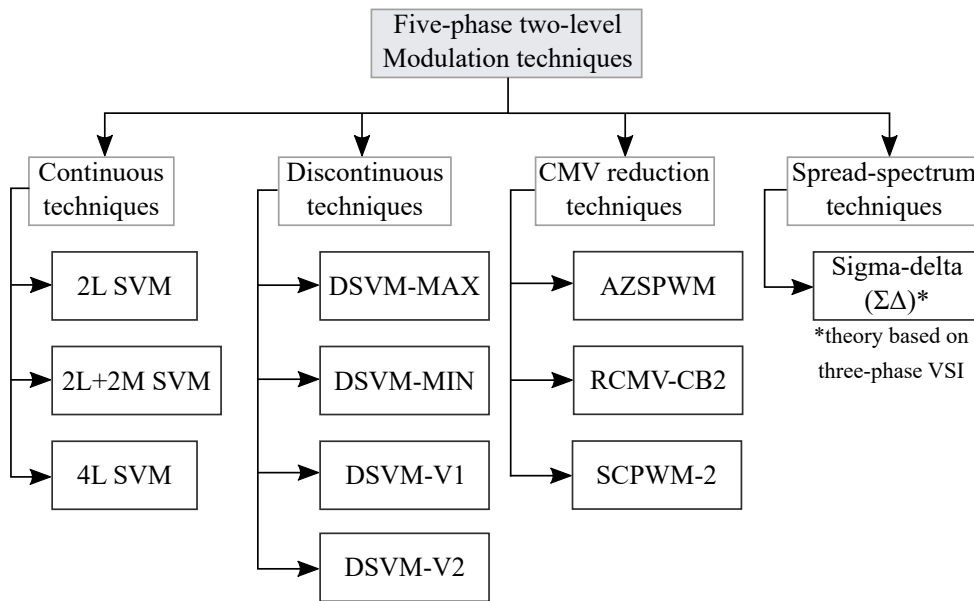 Five-phase two-level
Modulation techniques
Continuous
techniques
2L SVM
2L+2M SVM
4L SVM
Discontinuous
techniques
DSVM-MAX
DSVM-MIN
DSVM-V1
DSVM-V2
CMV reduction
techniques
AZSPWM
RCMV-CB2
SCPWM-2
Spread-spectrum
techniques
Sigma-delta
(ΣΔ)*
*theory based on
three-phase VSI